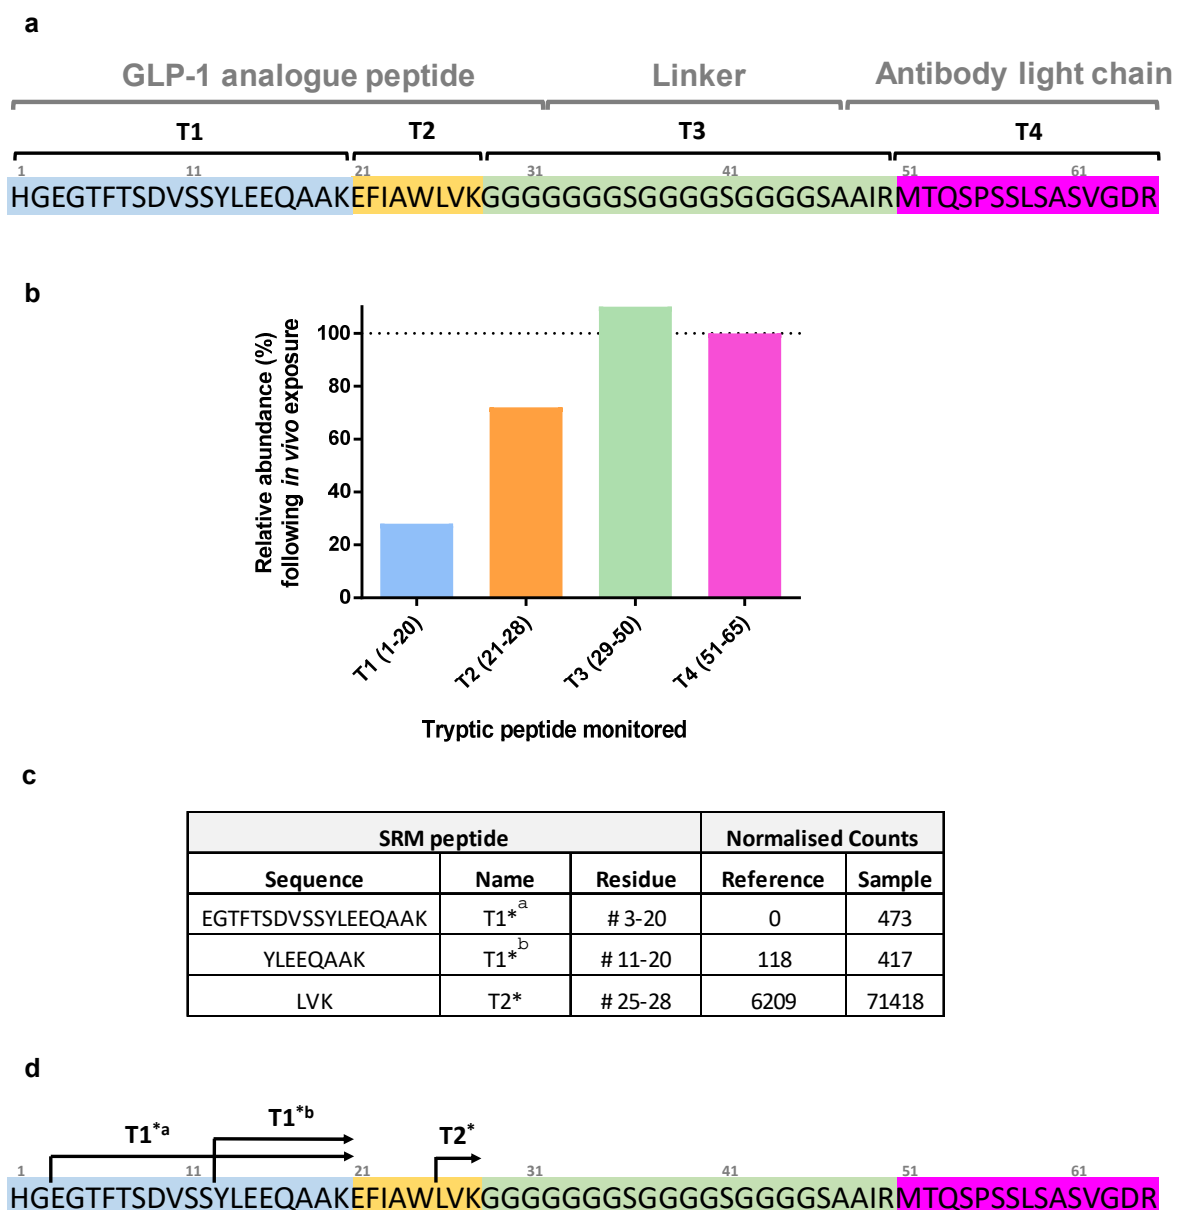 a
GLP-1 analogue peptide Linker Antibody light chain
T1 T2 T3 T4
1 11 21 31 41 51 61
HGEGTFTSDVSSYLEEQAAKEFIAWLVKGGGGGGGSGGGGSGGGGSAAIRMTQSPSSLSASVGDR
b
Relative abundance (%)
following in vivo exposure
100
80
60
40
20
0
T1 (1-20) T2 (21-28) T3 (29-50) T4 (51-65)
Tryptic peptide monitored
c
SRM peptide Normalised Counts
Sequence Name Residue Reference Sample
EGTFTSDVSSYLEEQAAK T1*a # 3-20 0 473
YLEEQAAK T1*b # 11-20 118 417
LVK T2* # 25-28 6209 71418
d
T1*a T1*b T2*
1 11 21 31 41 51 61
HGEGTFTSDVSSYLEEQAAKEFIAWLVKGGGGGGGSGGGGSGGGGSAAIRMTQSPSSLSASVGDR